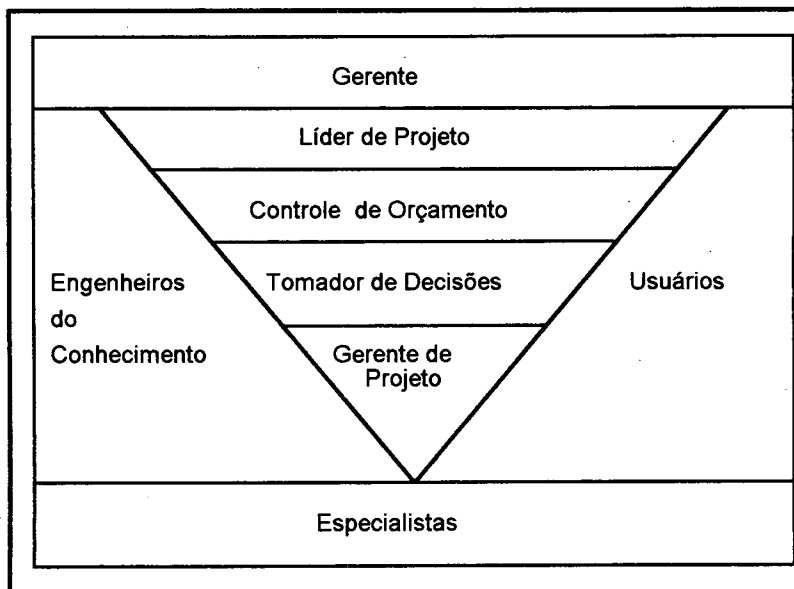 Gerente
Líder de Projeto
Controle de Orçamento
Tomador de Decisões
Gerente de
Projeto
Engenheiros
do
Conhecimento
Usuários
Especialistas